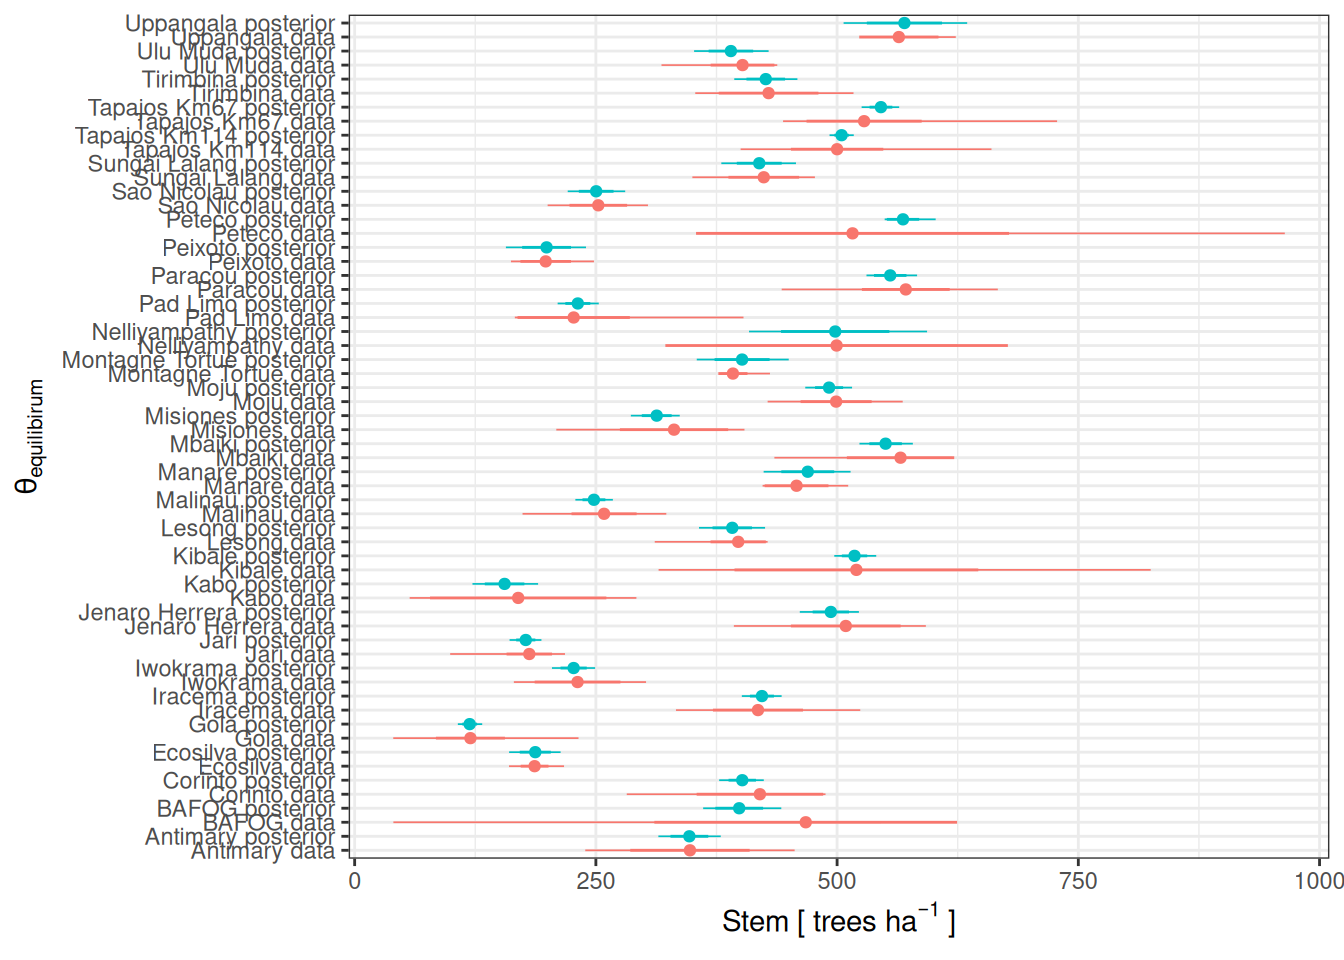 Uppangala posterior
Uppangala data
Ulu Muda posterior
Ulu Muda data
Tirimbina posterior
Tirimbina data
Tapajos Km67 posterior
Tapajos Km67 data
Tapajos Km114 posterior
Tapajos Km114 data
Sungai Lalang posterior
Sungai Lalang data
Sao Nicolau posterior
Sao Nicolau data
Peteco posterior
Peteco data
Peixoto posterior
Peixoto data
Paracou posterior
Paracou data
Pad Limo posterior
Pad Limo data
Nelliyampathy posterior
Nelliyampathy data
Montagne Tortue posterior
Montagne Tortue data
Moju posterior
Moju data
Misiones posterior
Misiones data
Mbaiki posterior
Mbaiki data
Manare posterior
Manare data
Malinau posterior
Malinau data
Lesong posterior
Lesong data
Kibale posterior
Kibale data
Kabo posterior
Kabo data
Jenaro Herrera posterior
Jenaro Herrera data
Jari posterior
Jari data
Iwokrama posterior
Iwokrama data
Iracema posterior
Iracema data
Gola posterior
Gola data
Ecosilva posterior
Ecosilva data
Corinto posterior
Corinto data
BAFOG posterior
BAFOG data
Antimary posterior
Antimary data
θequilibirum
0 250 500 750 1000
Stem [ trees ha⁻¹ ]